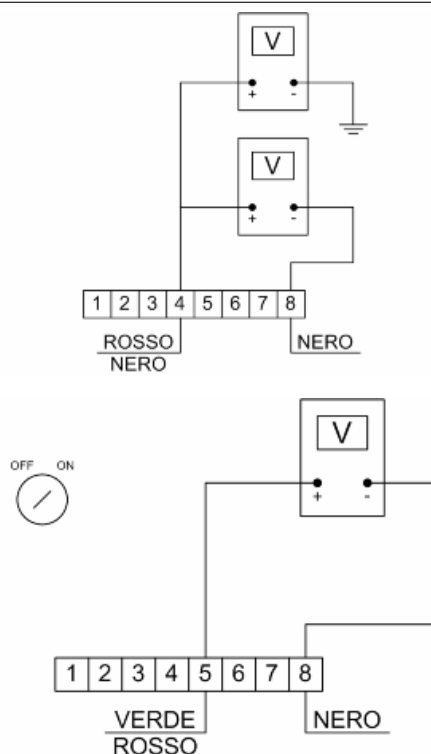 V
+ -
V
+ -
1 2 3 4 5 6 7 8
ROSSO NERO
NERO
V
OFF ON
+ -
1 2 3 4 5 6 7 8
VERDE NERO
ROSSO